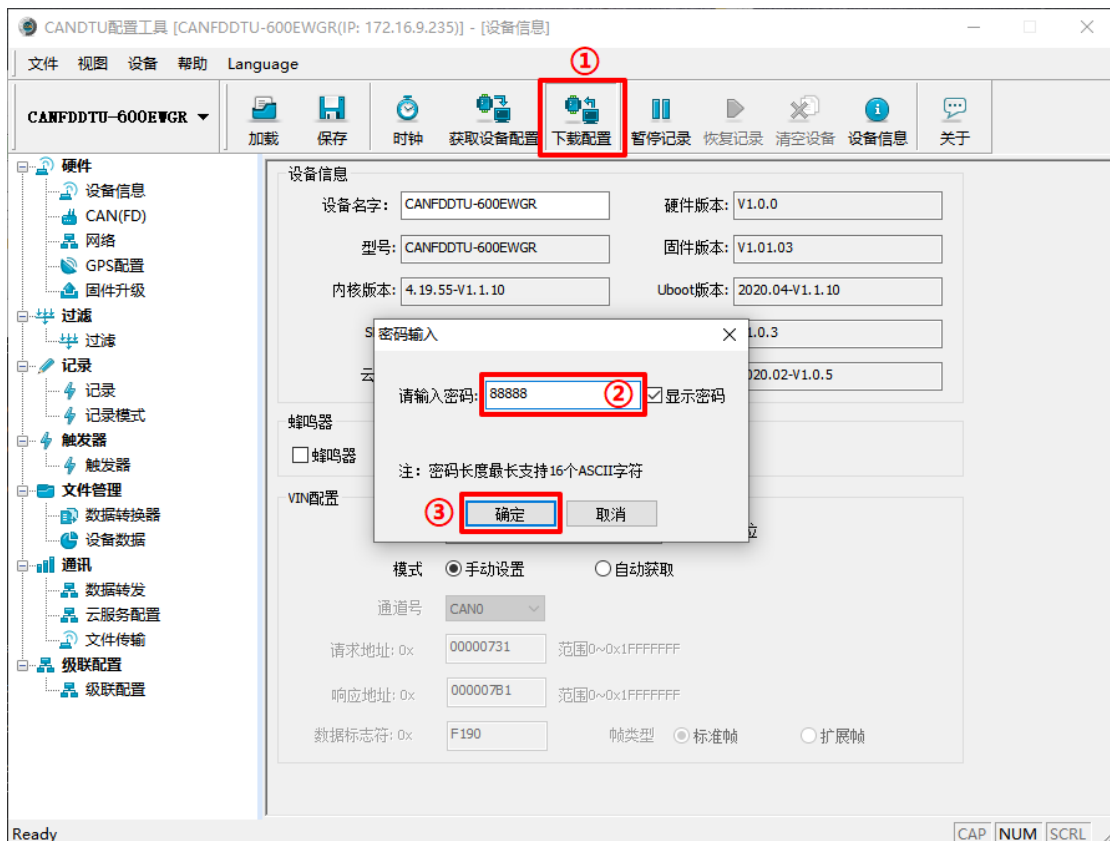 CANDTU配置工具 [CANFDDTU-600EWGR(IP: 172.16.9.235)] - [设备信息]
文件 视图 设备 帮助 Language
①
CANFDDTU-600EWGR
加载 保存 时钟 获取设备配置 下载配置 暂停记录 恢复记录 清空设备 设备信息 关于
硬件
设备信息
CAN(FD)
网络
GPS配置
固件升级
过滤
过滤
记录
记录
记录模式
触发器
触发器
文件管理
数据转换器
设备数据
通讯
数据转发
云服务配置
文件传输
级联配置
级联配置
设备信息
设备名字: CANFDDTU-600EWGR 硬件版本: V1.0.0
型号: CANFDDTU-600EWGR 固件版本: V1.01.03
内核版本: 4.19.55-V1.1.10 Uboot版本: 2020.04-V1.1.10
1.0.3
云 020.02-V1.0.5
密码输入
请输入密码: 88888 ② 显示密码
注: 密码长度最长支持16个ASCII字符
③ 确定 取消
蜂鸣器
蜂鸣器
VIN配置
模式 手动设置 自动获取
通道号 CAN0
请求地址: 0x 00000731 范围0~0x1FFFFFFF
响应地址: 0x 000007B1 范围0~0x1FFFFFFF
数据标志符: 0x F190 帧类型 标准帧 扩展帧
Ready CAP NUM SCRL